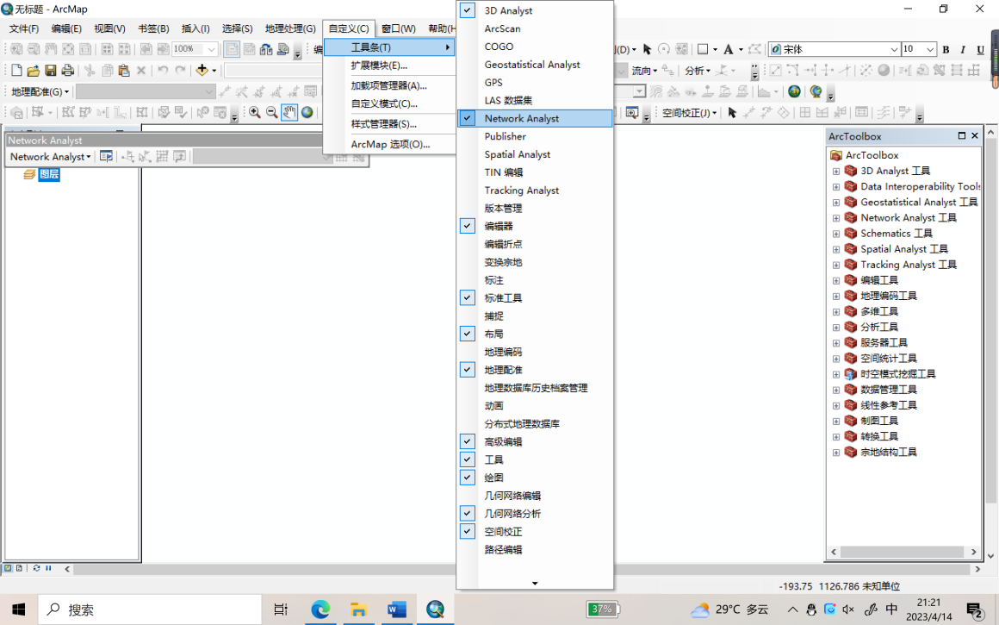 无标题 - ArcMap
文件(F) 编辑(E) 视图(V) 书签(B) 插入(I) 选择(S) 地理处理(G) 自定义(C) 窗口(W) 帮助(H
100%
宋体 10 B I U
流向 分析
地理配准(G)
空间校正(J)
工具条(T)
扩展模块(E)...
加载项管理器(A)...
自定义模式(C)...
样式管理器(S)...
ArcMap 选项(O)...
Network Analyst
Network Analyst
图层
3D Analyst
ArcScan
COGO
Geostatistical Analyst
GPS
LAS 数据集
Network Analyst
Publisher
Spatial Analyst
TIN 编辑
Tracking Analyst
版本管理
编辑器
编辑折点
变换宗地
标注
标准工具
捕捉
布局
地理编码
地理配准
地理数据库历史档案管理
动画
分布式地理数据库
高级编辑
工具
绘图
几何网络编辑
几何网络分析
空间校正
路径编辑
ArcToolbox
ArcToolbox
3D Analyst 工具
Data Interoperability Tools
Geostatistical Analyst 工具
Network Analyst 工具
Schematics 工具
Spatial Analyst 工具
Tracking Analyst 工具
编辑工具
地理编码工具
多维工具
分析工具
服务器工具
空间统计工具
时空模式挖掘工具
数据管理工具
线性参考工具
制图工具
转换工具
宗地结构工具
-193.75 1126.786 未知单位
搜索
37%
29°C 多云
中
21:21
2023/4/14
2